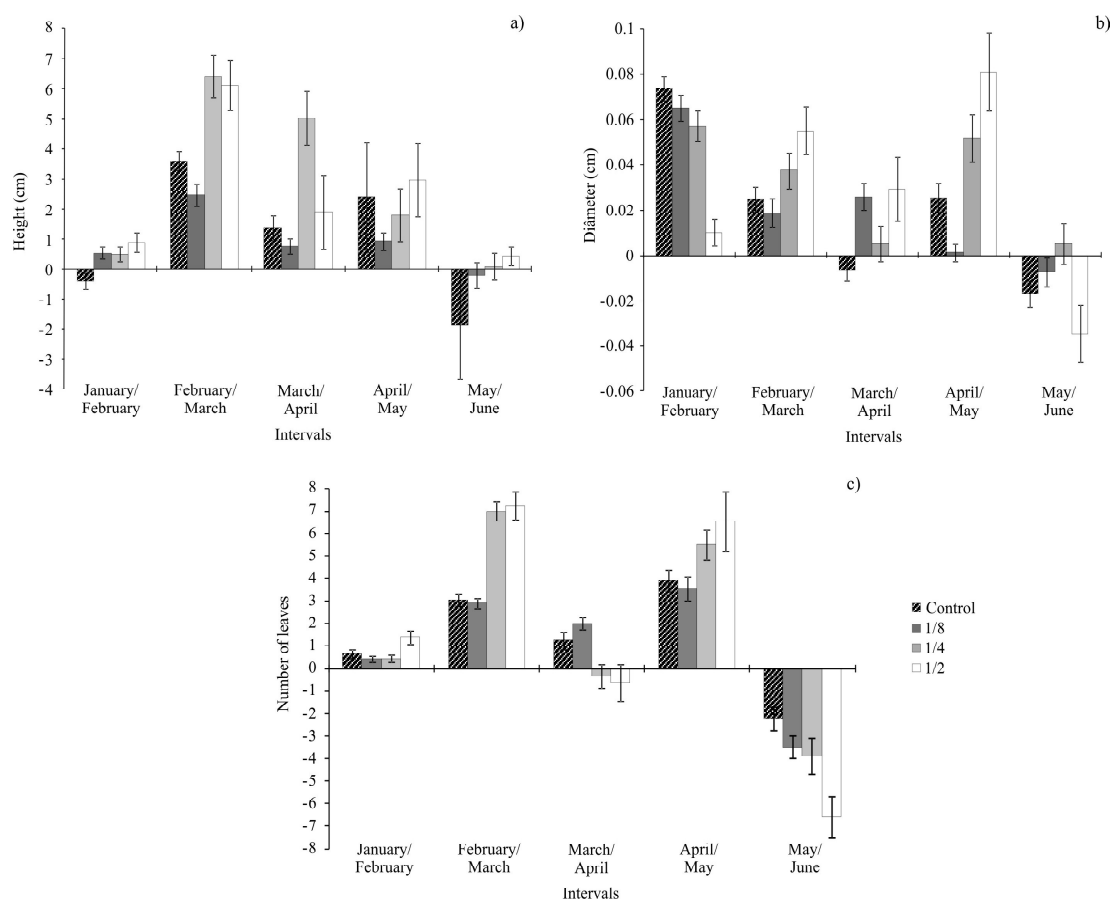 a)
8
7
6
5
4
3
2
1
0
-1
-2
-3
-4
Height (cm)
January/ February/ March/ April/ May/
February March April May June
Intervals
b)
0.1
0.08
0.06
0.04
0.02
0
-0.02
-0.04
-0.06
Diâmeter (cm)
January/ February/ March/ April/ May/
February March April May June
Intervals
c)
8
7
6
5
4
3
2
1
0
-1
-2
-3
-4
-5
-6
-7
-8
Number of leaves
January/ February/ March/ April/ May/
February March April May June
Intervals
Control
1/8
1/4
1/2